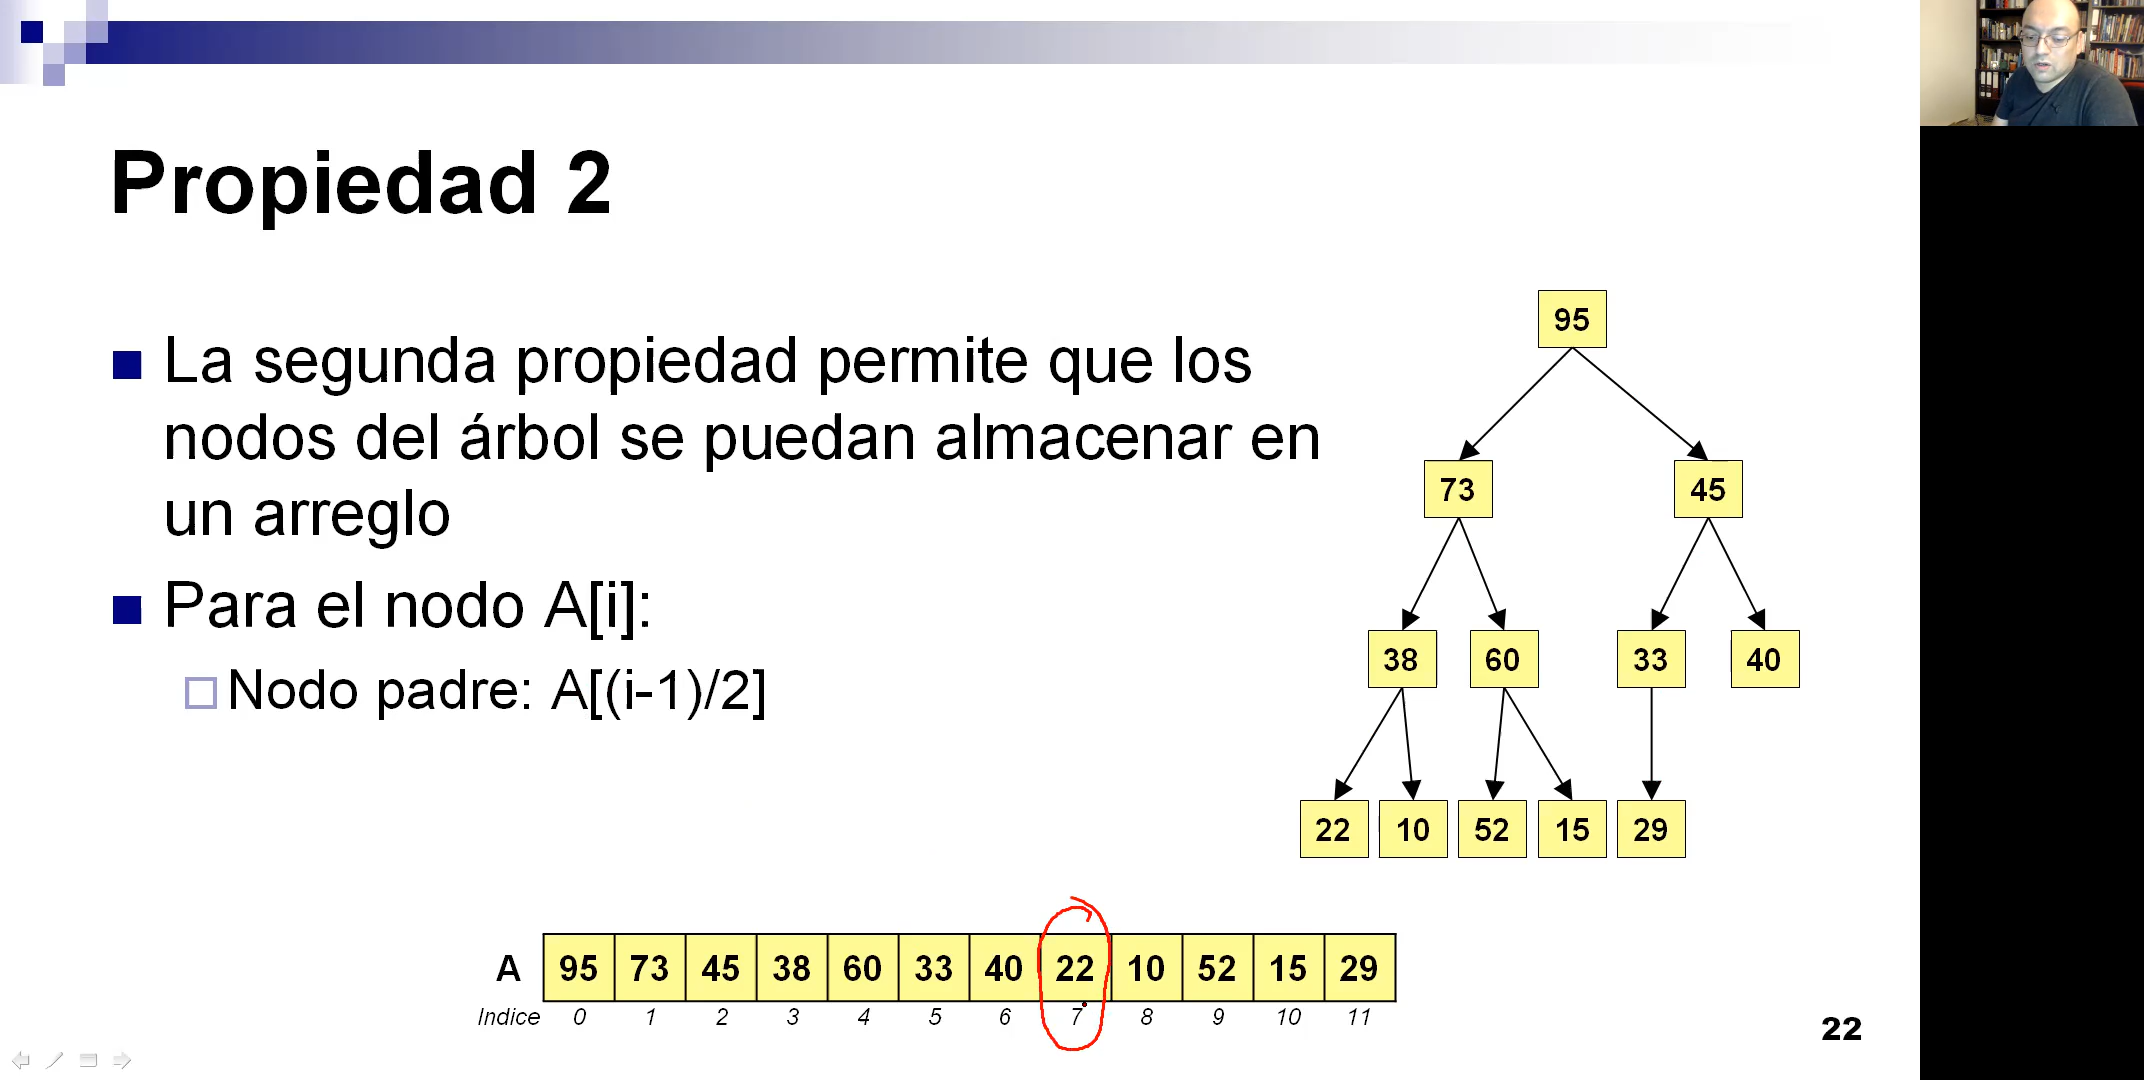 Propiedad 2
La segunda propiedad permite que los
nodos del árbol se puedan almacenar en
un arreglo
Para el nodo A[i]:
Nodo padre: A[(i-1)/2]
95
73 45
38 60 33 40
22 10 52 15 29
A 95 73 45 38 60 33 40 22 10 52 15 29
Indice 0 1 2 3 4 5 6 7 8 9 10 11
22